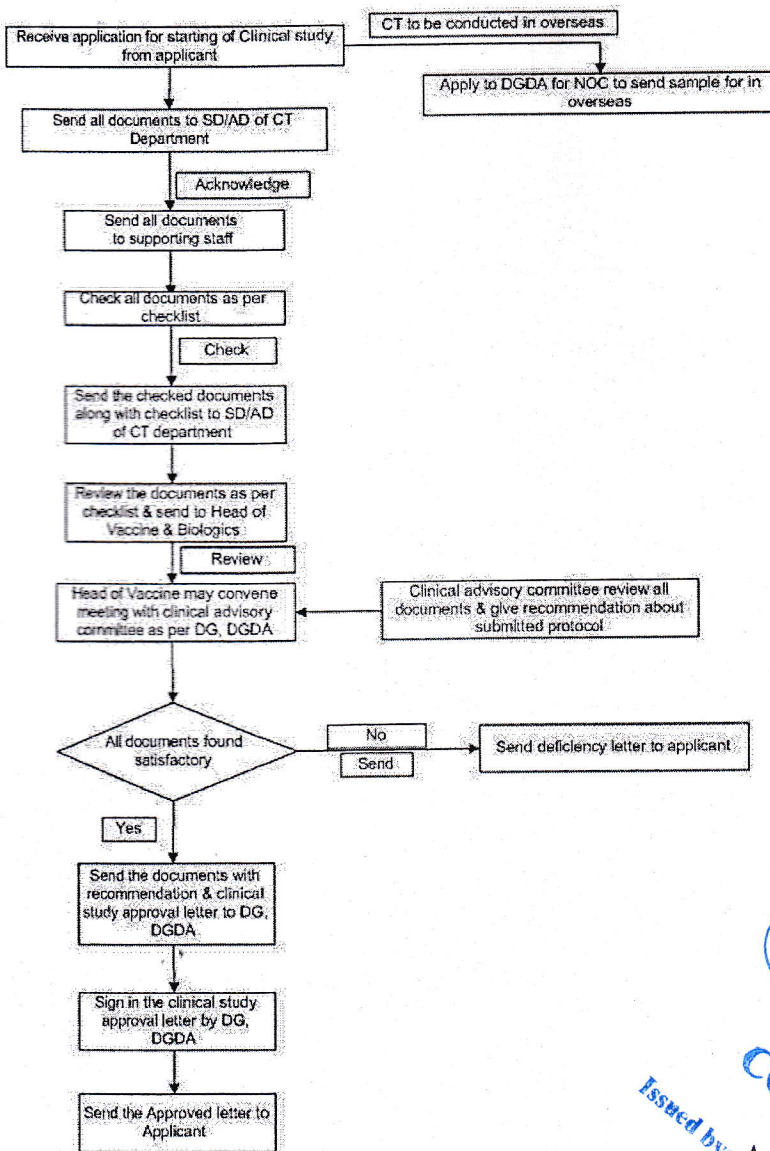 CT to be conducted in overseas
Receive application for starting of Clinical study
from applicant
Apply to DGDA for NOC to send sample for in
overseas
Send all documents to SD/AD of CT
Department
Acknowledge
Send all documents
to supporting staff
Check all documents as per
checklist
Check
Send the checked documents
along with checklist to SD/AD
of CT department
Review the documents as per
checklist & send to Head of
Vaccine & Biologics
Review
Head of Vaccine may convene
meeting with clinical advisory
committee as per DG, DGDA
Clinical advisory committee review all
documents & give recommendation about
submitted protocol
All documents found
satisfactory
No
Send
Send deficiency letter to applicant
Yes
Send the documents with
recommendation & clinical
study approval letter to DG,
DGDA
Sign in the clinical study
approval letter by DG,
DGDA
Send the Approved letter to
Applicant
Issued by